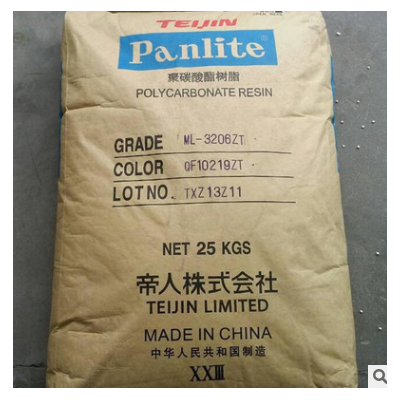 TEIJIN
Panlite
聚碳酸酯树脂
POLYCARBONATE RESIN
GRADE ML-3206ZT
COLOR QF10219ZT
LOT NO. TXZ13Z11
NET 25 KGS
帝人株式会社
TEIJIN LIMITED
MADE IN CHINA
中华人民共和国制造
XXⅢ